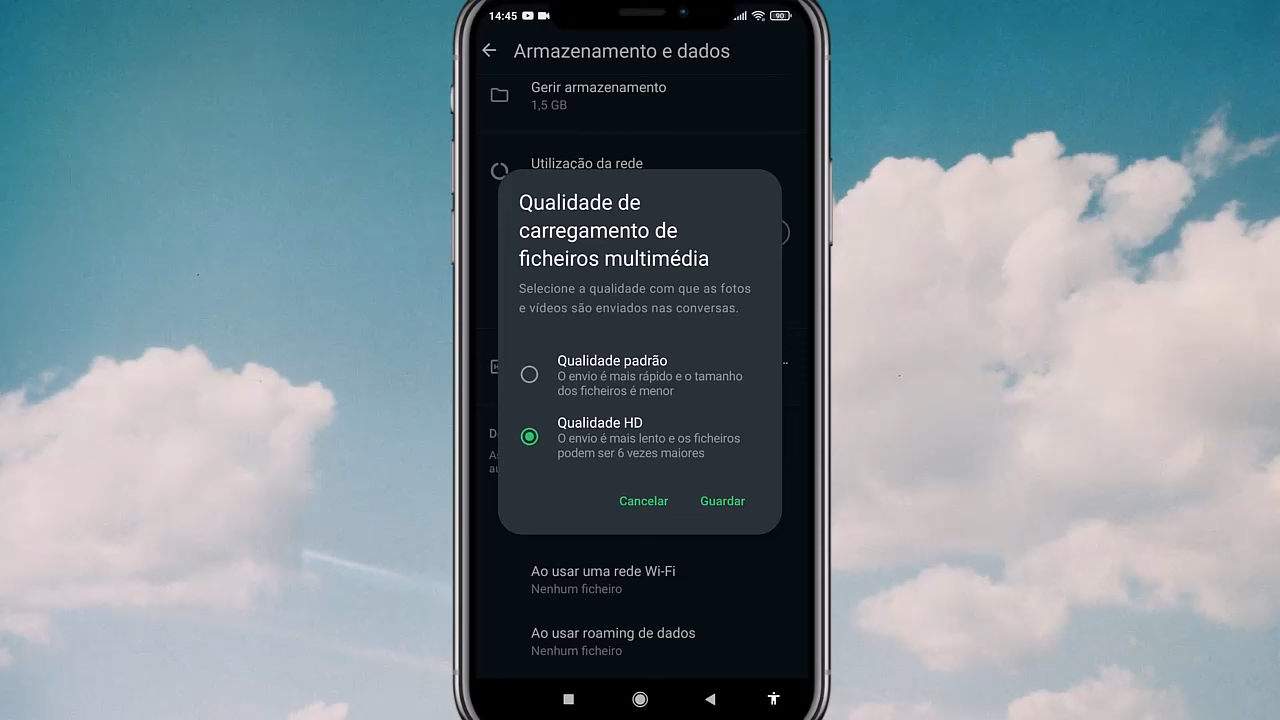 14:45
90
Armazenamento e dados
Gerir armazenamento
1,5 GB
Utilização da rede
Qualidade de
carregamento de
ficheiros multimédia
Selecione a qualidade com que as fotos
e vídeos são enviados nas conversas.
Qualidade padrão
O envio é mais rápido e o tamanho
dos ficheiros é menor
Qualidade HD
O envio é mais lento e os ficheiros
podem ser 6 vezes maiores
Cancelar Guardar
Ao usar uma rede Wi-Fi
Nenhum ficheiro
Ao usar roaming de dados
Nenhum ficheiro